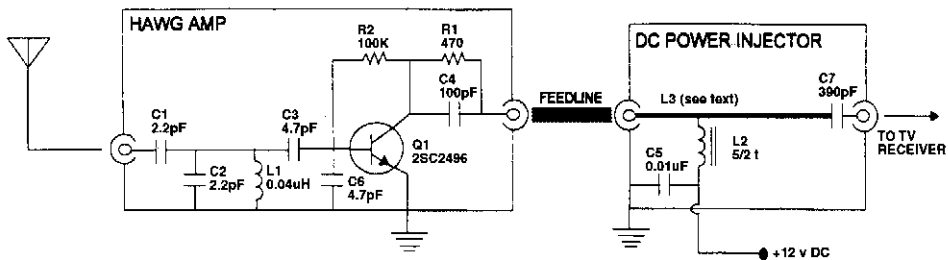 HAWG AMP
R2
100K
R1
470
C4
100pF
C1
2.2pF
C3
4.7pF
Q1
2SC2496
C2
2.2pF
L1
0.04uH
C6
4.7pF
FEEDLINE
DC POWER INJECTOR
L3 (see text)
C7
390pF
TO TV
RECEIVER
L2
5/2 t
C5
0.01uF
+12 v DC